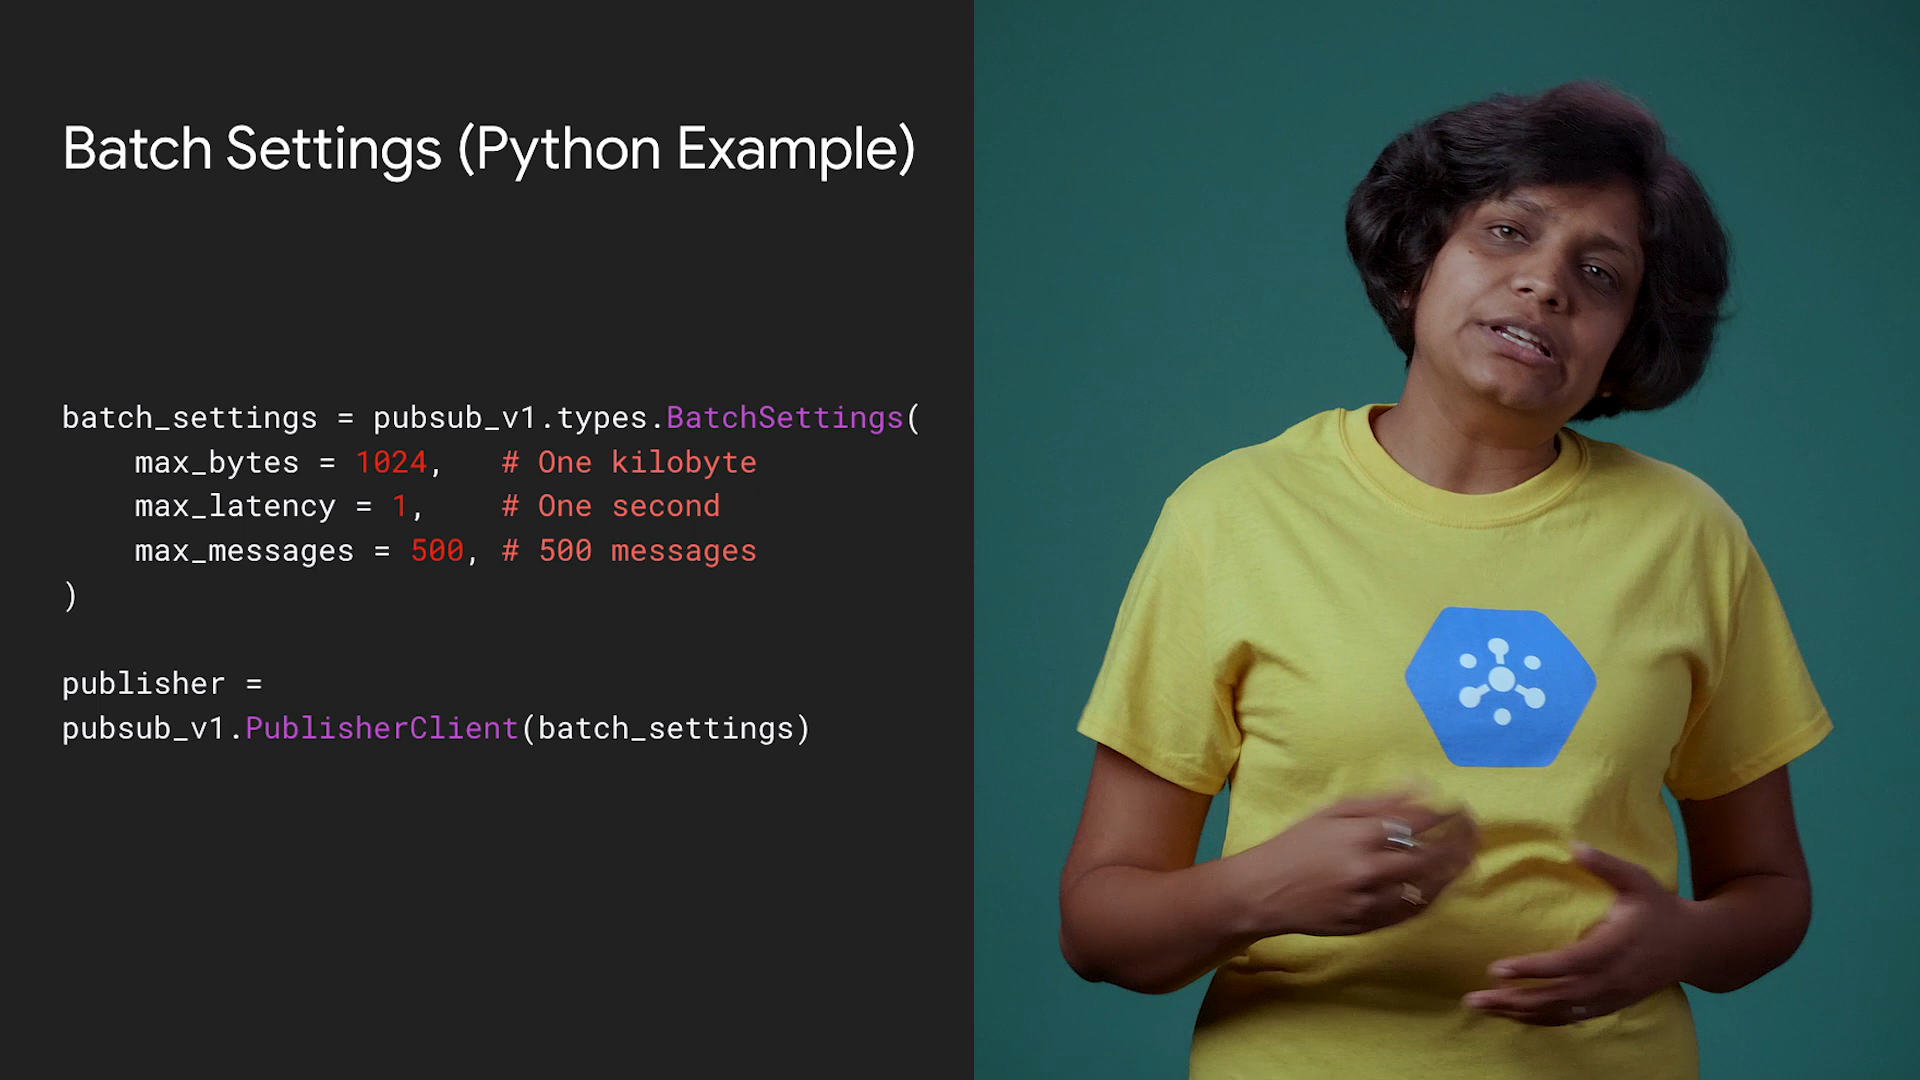 Batch Settings (Python Example)
batch_settings = pubsub_v1.types.BatchSettings(
    max_bytes = 1024,   # One kilobyte
    max_latency = 1,    # One second
    max_messages = 500, # 500 messages
)
publisher =
pubsub_v1.PublisherClient(batch_settings)